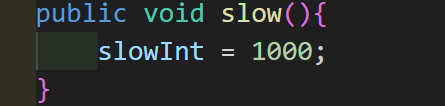 public void slow(){
slowInt = 1000;
}